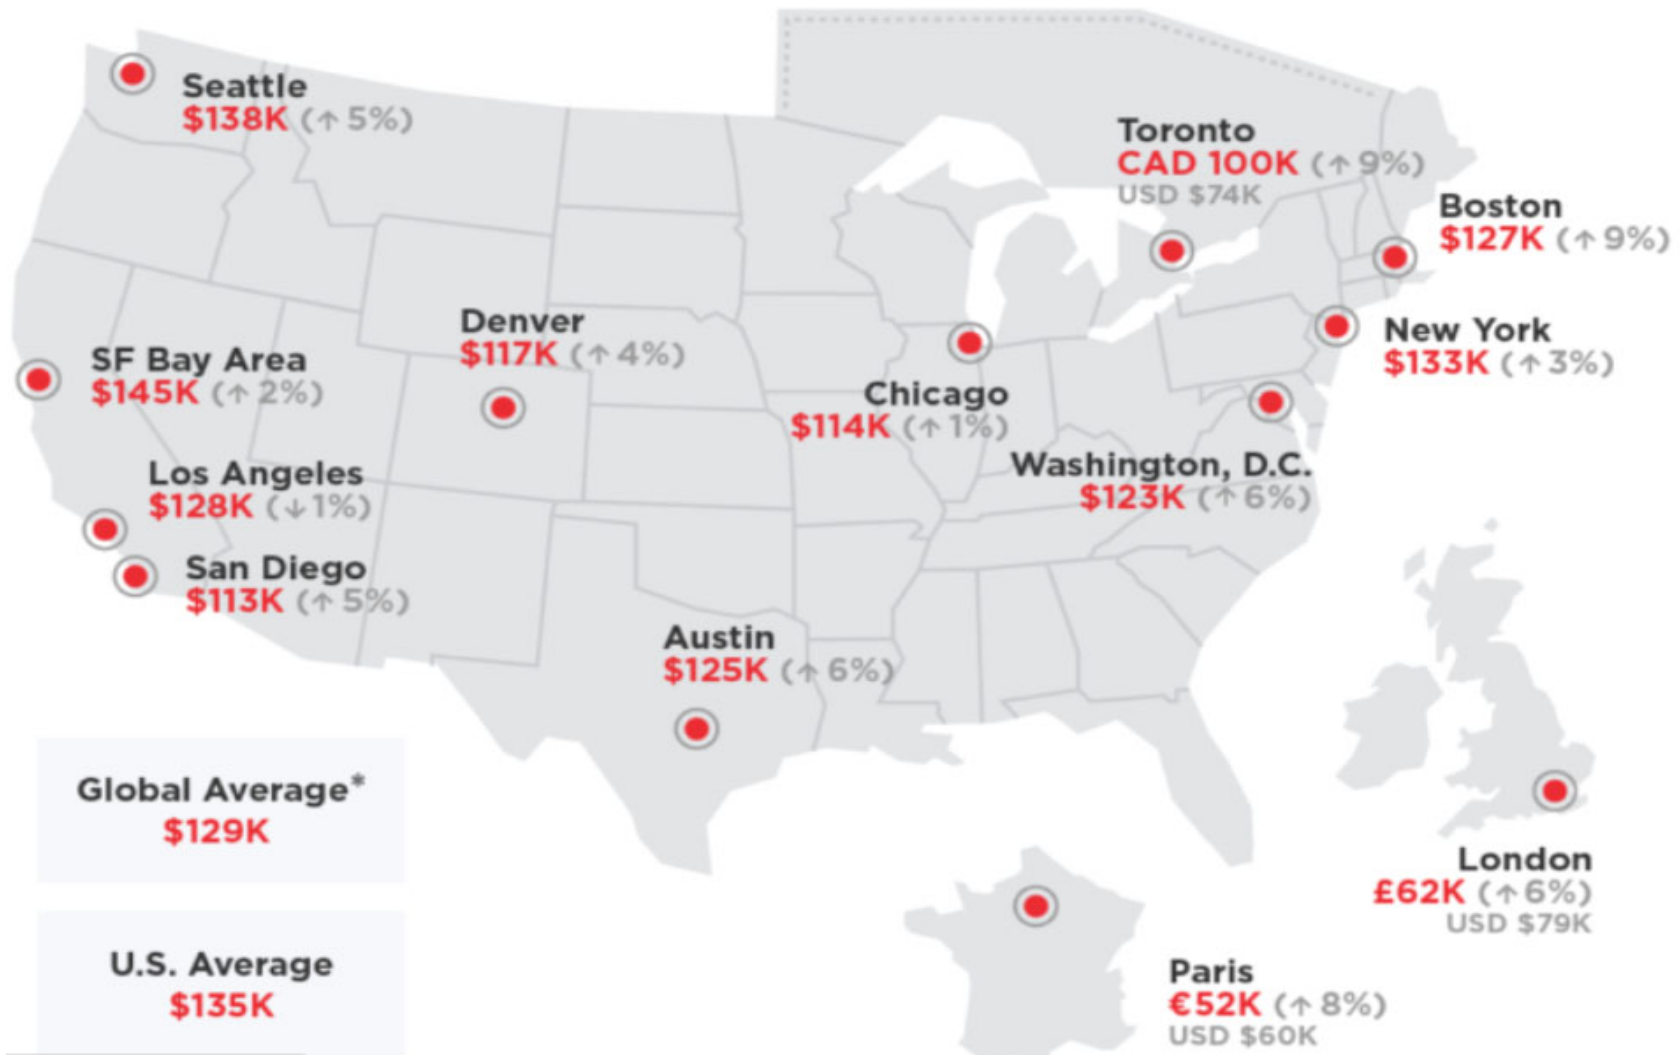 Seattle
$138K (↑ 5%)
Toronto
CAD 100K (↑ 9%)
USD $74K
Boston
$127K (↑ 9%)
Denver
$117K (↑ 4%)
New York
$133K (↑ 3%)
SF Bay Area
$145K (↑ 2%)
Chicago
$114K (↑ 1%)
Los Angeles
$128K (↓ 1%)
Washington, D.C.
$123K (↑ 6%)
San Diego
$113K (↑ 5%)
Austin
$125K (↑ 6%)
Global Average*
$129K
London
£62K (↑ 6%)
USD $79K
U.S. Average
$135K
Paris
€52K (↑ 8%)
USD $60K